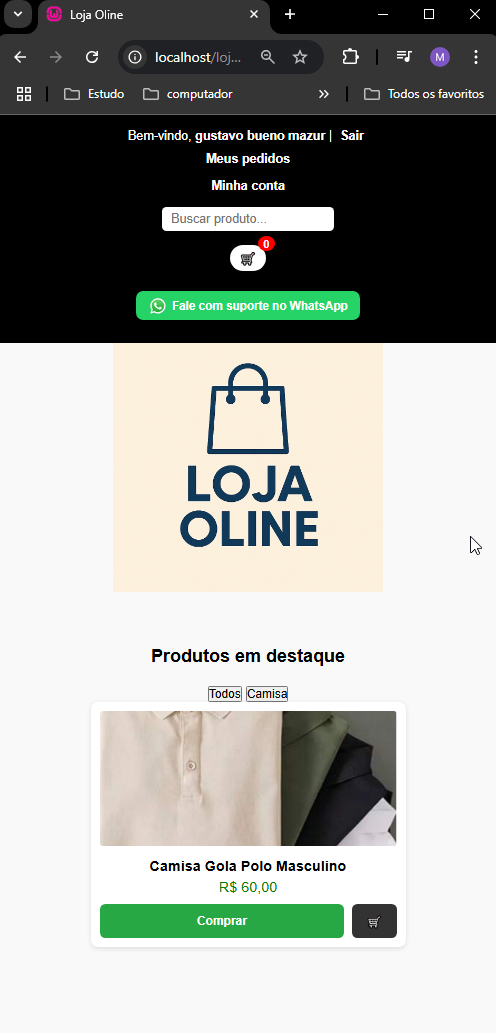 Loja Oline
localhost/loj...
M
Estudo
computador
Todos os favoritos
Bem-vindo, gustavo bueno mazur | Sair
Meus pedidos
Minha conta
Buscar produto...
0
Fale com suporte no WhatsApp
LOJA
OLINE
Produtos em destaque
Todos Camisa
Camisa Gola Polo Masculino
R$ 60,00
Comprar